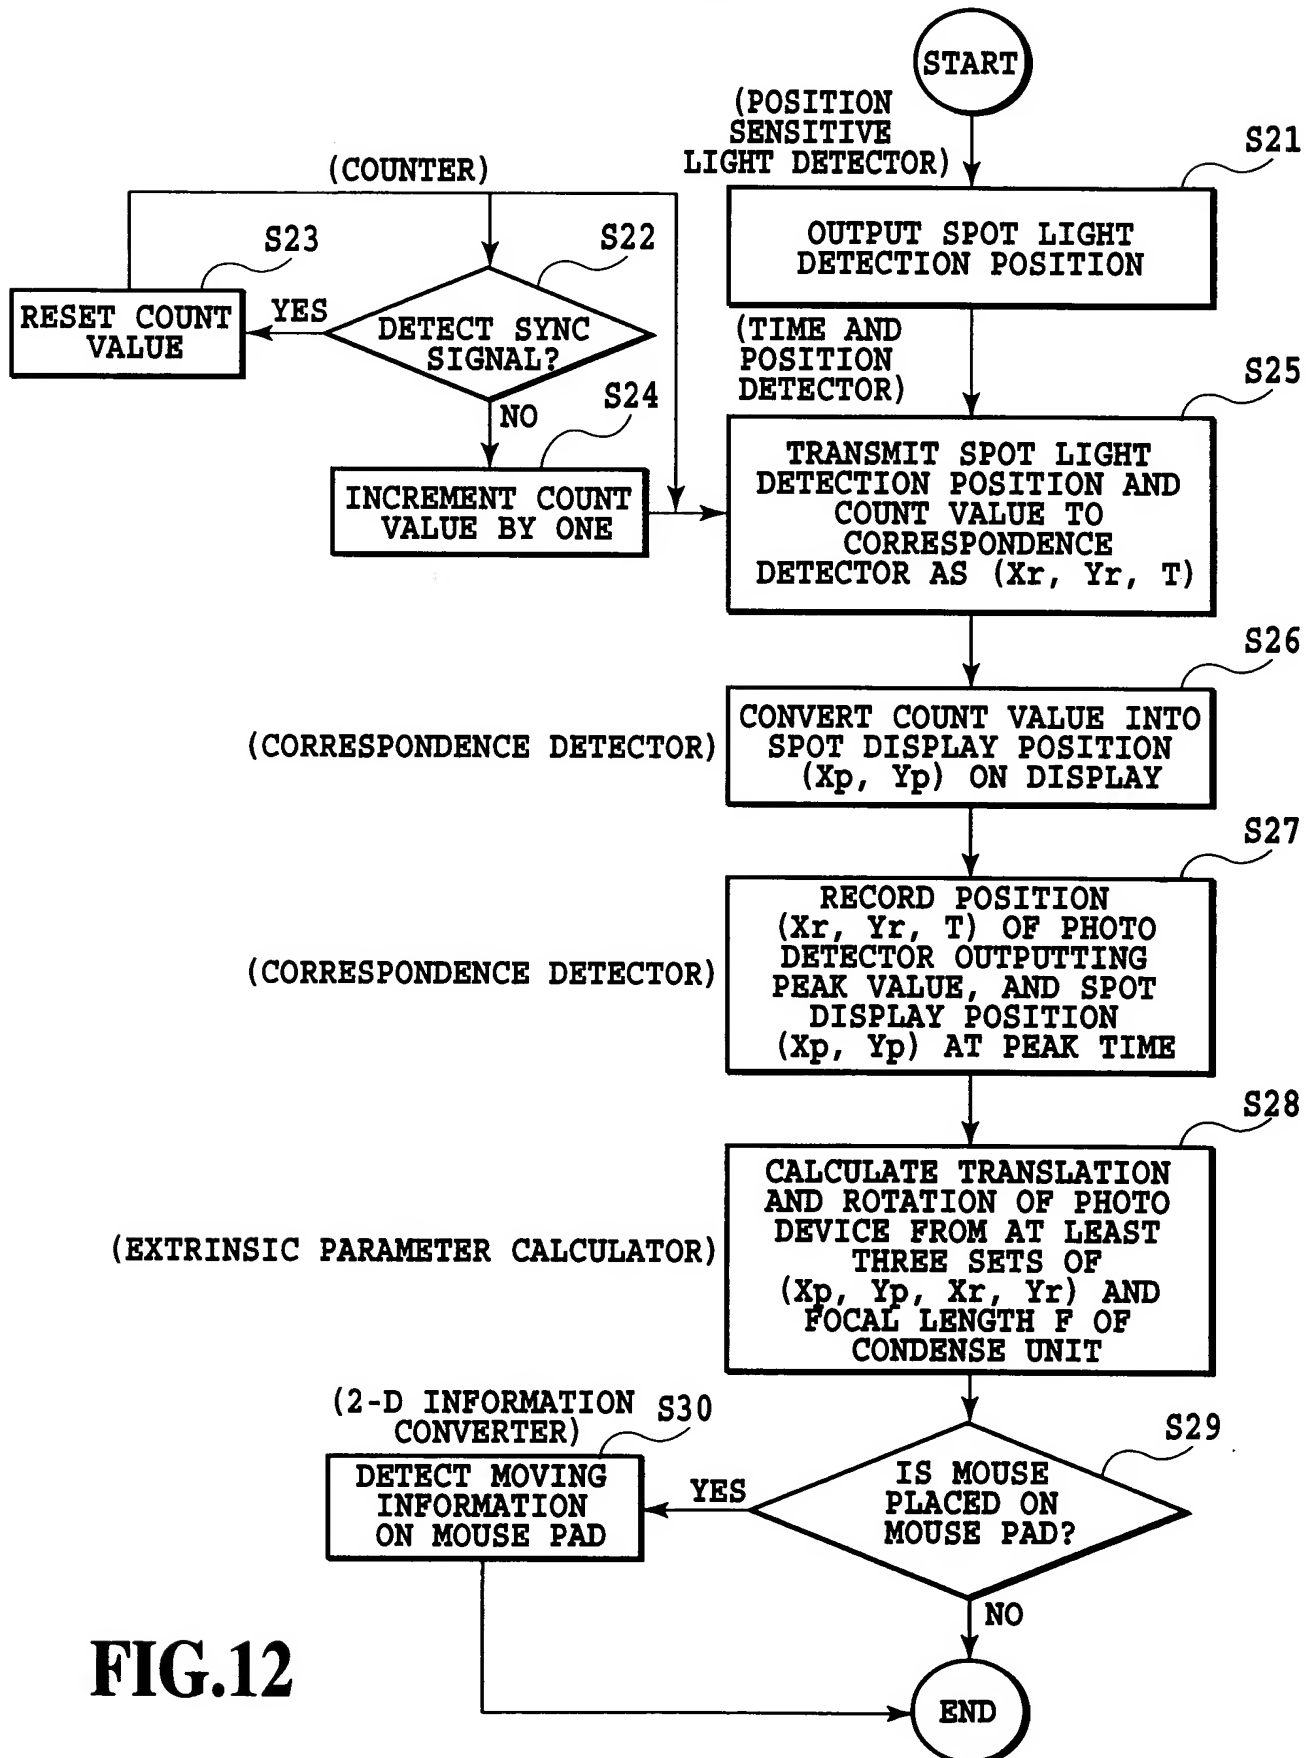 START
(POSITION
SENSITIVE
LIGHT DETECTOR)
S21
OUTPUT SPOT LIGHT
DETECTION POSITION
(COUNTER)
S23
S22
RESET COUNT
VALUE
YES
DETECT SYNC
SIGNAL?
NO
S24
INCREMENT COUNT
VALUE BY ONE
(TIME AND
POSITION
DETECTOR)
S25
TRANSMIT SPOT LIGHT
DETECTION POSITION AND
COUNT VALUE TO
CORRESPONDENCE
DETECTOR AS (Xr, Yr, T)
S26
(CORRESPONDENCE DETECTOR)
CONVERT COUNT VALUE INTO
SPOT DISPLAY POSITION
(Xp, Yp) ON DISPLAY
S27
(CORRESPONDENCE DETECTOR)
RECORD POSITION
(Xr, Yr, T) OF PHOTO
DETECTOR OUTPUTTING
PEAK VALUE, AND SPOT
DISPLAY POSITION
(Xp, Yp) AT PEAK TIME
S28
(EXTRINSIC PARAMETER CALCULATOR)
CALCULATE TRANSLATION
AND ROTATION OF PHOTO
DEVICE FROM AT LEAST
THREE SETS OF
(Xp, Yp, Xr, Yr) AND
FOCAL LENGTH F OF
CONDENSE UNIT
(2-D INFORMATION
CONVERTER)
S30
DETECT MOVING
INFORMATION
ON MOUSE PAD
YES
S29
IS MOUSE
PLACED ON
MOUSE PAD?
NO
END
FIG.12